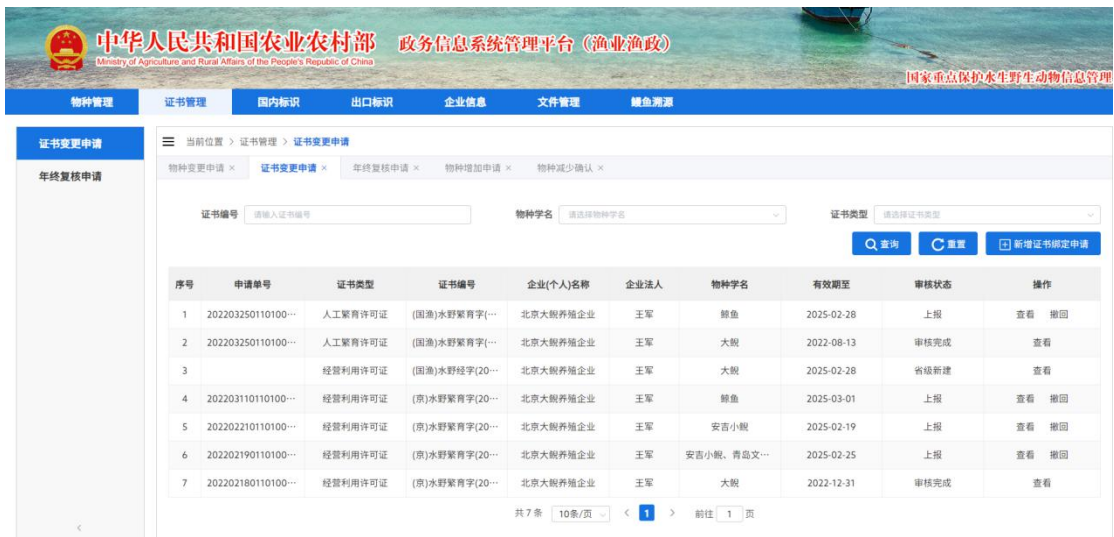 中华人民共和国农业农村部 政务信息系统管理平台（渔业渔政）
Ministry of Agriculture and Rural Affairs of the People's Republic of China
国家重点保护水生野生动物信息管理
物种管理 证书管理 国内标识 出口标识 企业信息 文件管理 鳗鱼溯源
证书变更申请
年终复核申请
当前位置 > 证书管理 > 证书变更申请
物种变更申请 × 证书变更申请 × 年终复核申请 × 物种增加申请 × 物种减少确认 ×
证书编号 请输入证书编号 物种学名 请选择物种学名 证书类型 请选择证书类型
查询 重置 新增证书绑定申请
序号 申请单号 证书类型 证书编号 企业(个人)名称 企业法人 物种学名 有效期至 审核状态 操作
1 202203250110100… 人工繁育许可证 (国渔)水野繁育字(… 北京大鲵养殖企业 王军 鲸鱼 2025-02-28 上报 查看 撤回
2 202203250110100… 人工繁育许可证 (国渔)水野繁育字(… 北京大鲵养殖企业 王军 大鲵 2022-08-13 审核完成 查看
3 经营利用许可证 (国渔)水野经字(20… 北京大鲵养殖企业 王军 大鲵 2025-02-28 省级新建 查看
4 202203110110100… 经营利用许可证 (京)水野繁育字(20… 北京大鲵养殖企业 王军 鲸鱼 2025-03-01 上报 查看 撤回
5 202202210110100… 经营利用许可证 (京)水野繁育字(20… 北京大鲵养殖企业 王军 安吉小鲵 2025-02-19 上报 查看 撤回
6 202202190110100… 经营利用许可证 (京)水野繁育字(20… 北京大鲵养殖企业 王军 安吉小鲵、青岛文… 2025-02-25 上报 查看 撤回
7 202202180110100… 经营利用许可证 (京)水野繁育字(20… 北京大鲵养殖企业 王军 大鲵 2022-12-31 审核完成 查看
共7条 10条/页 < 1 > 前往 1 页